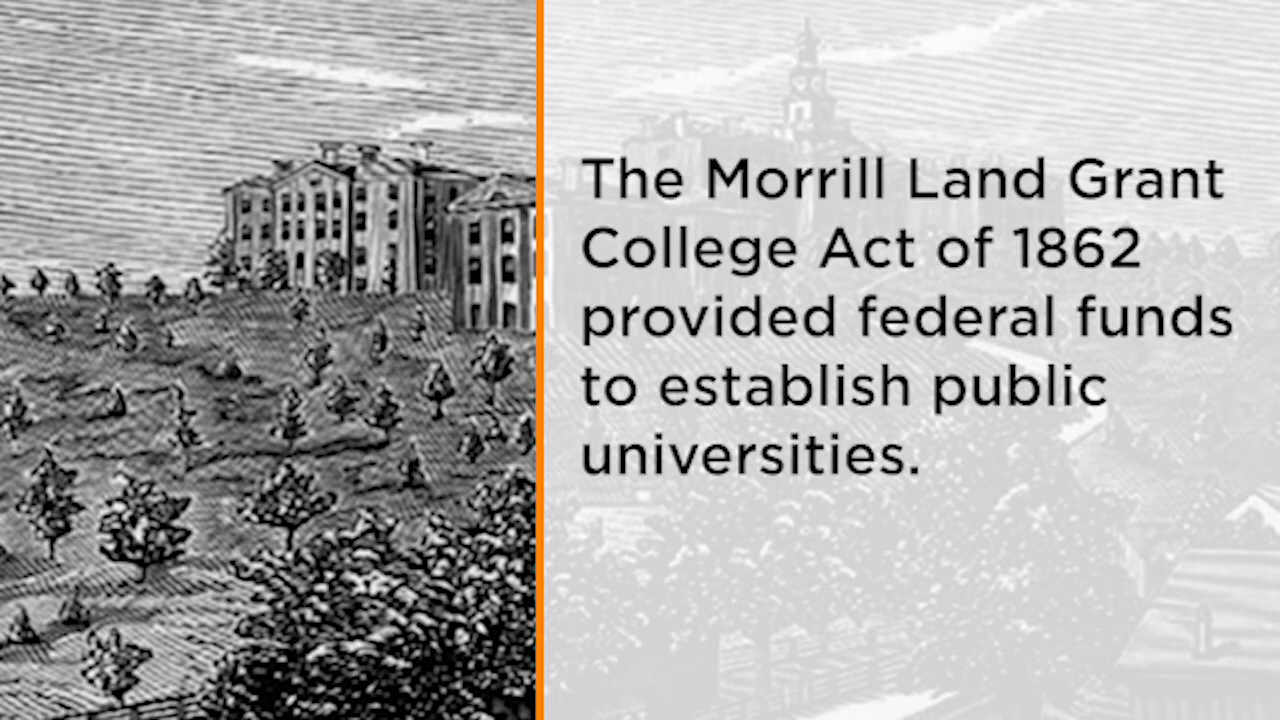 The Morrill Land Grant
College Act of 1862
provided federal funds
to establish public
universities.